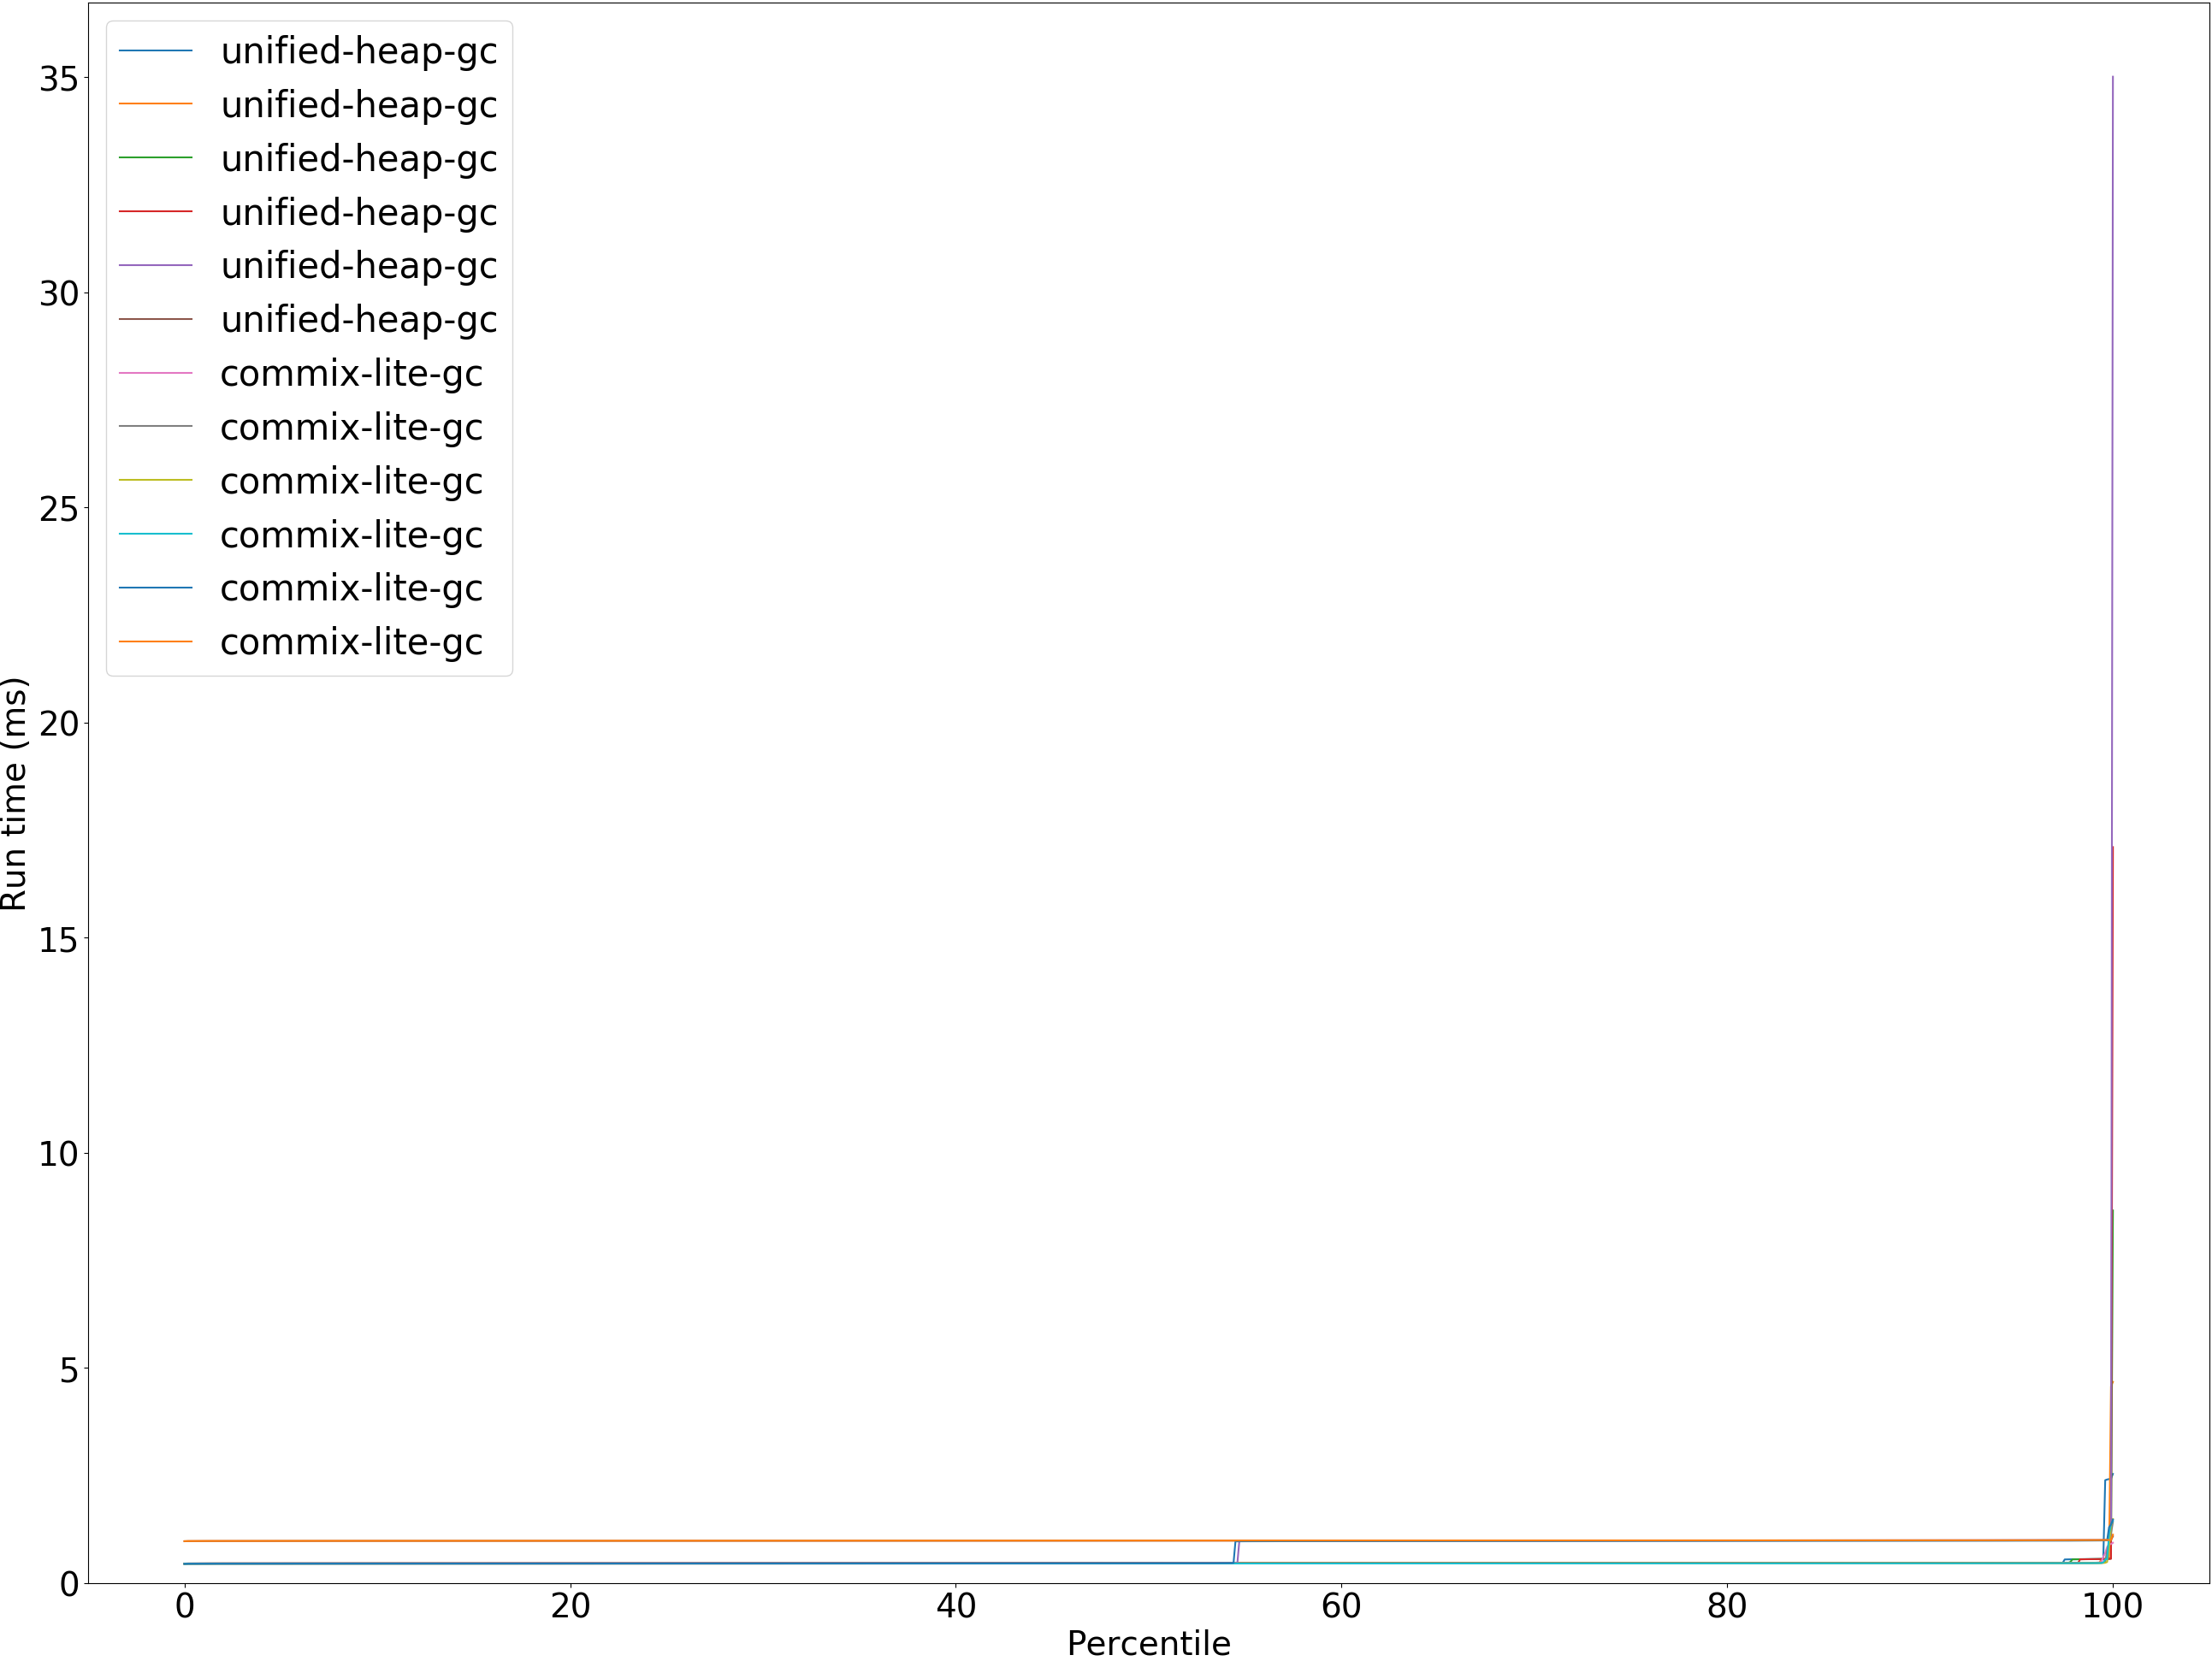 unified-heap-gc
unified-heap-gc
unified-heap-gc
unified-heap-gc
unified-heap-gc
unified-heap-gc
commix-lite-gc
commix-lite-gc
commix-lite-gc
commix-lite-gc
commix-lite-gc
commix-lite-gc
35
30
25
20
15
10
5
0
Run time (ms)
0 20 40 60 80 100
Percentile